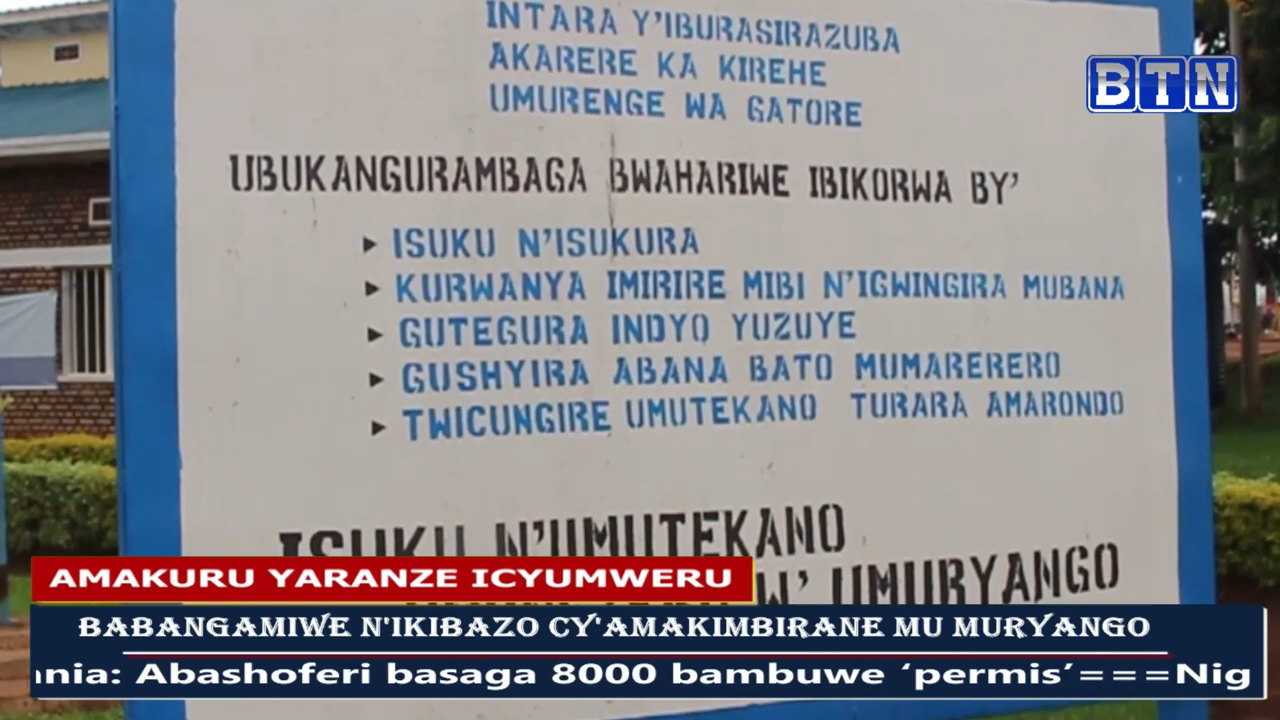 INTARA Y'IBURASIRAZUBA
AKARERE KA KIREHE
UMURENGE WA GATORE
BTN
UBUKANGURAMBAGA BWAHARIWE IBIKORWA BY'
ISUKU N'ISUKURA
KURWANYA IMIRIRE MIBI N'IGWINGIRA MUBANA
GUTEGURA INDYO YUZUYE
GUSHYIRA ABANA BATO MUMARERERO
TWICUNGIRE UMUTEKANO TURARA AMARONDO
ISUKU N'UMUTEKANO
W' UMURYANGO
AMAKURU YARANZE ICYUMWERU
BABANGAMIWE N'IKIBAZO CY'AMAKIMBIRANE MU MURYANGO
nia: Abashoferi basaga 8000 bambuwe ‘permis’===Nig